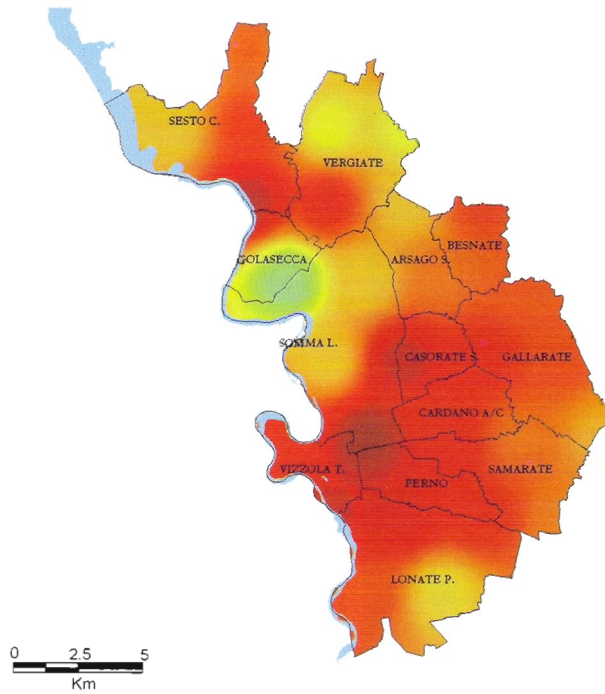 SESTO C.
VERGIATE
GOLASECCA
ARSAGO S.
BESNATE
SOMMA L.
CASORATE S.
GALLARATE
CARDANO A/C
VIZZOLA T.
FERNO
SAMARATE
LONATE P.
0 2.5 5
Km